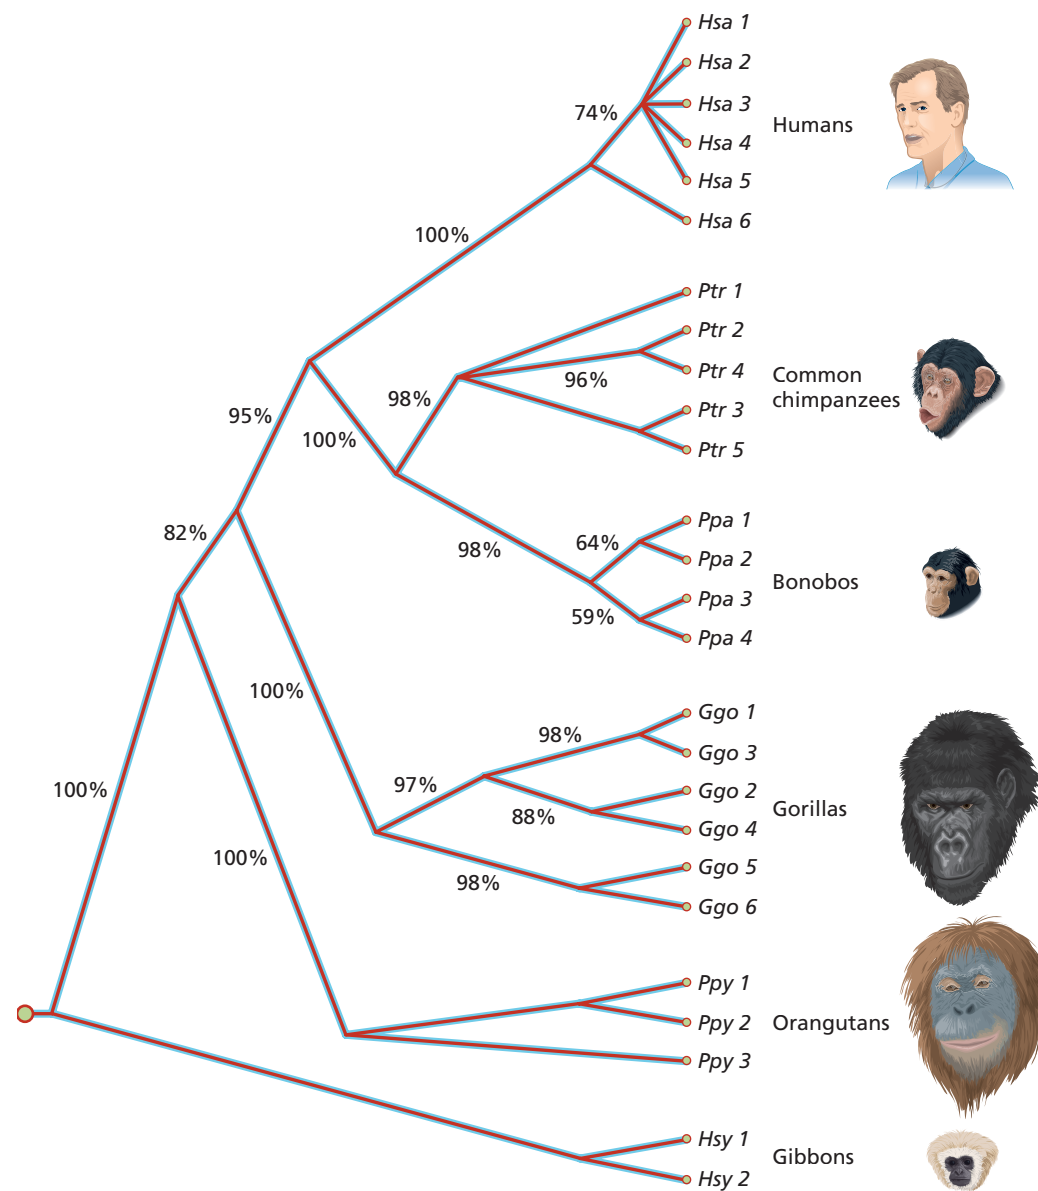 Hsa 1
Hsa 2
74%
Hsa 3
Humans
Hsa 4
Hsa 5
Hsa 6
100%
Ptr 1
Ptr 2
Ptr 4
96%
Common
chimpanzees
98%
Ptr 3
95%
100%
Ptr 5
Ppa 1
82%
64%
98%
Ppa 2
Bonobos
Ppa 3
59%
Ppa 4
100%
Ggo 1
98%
Ggo 3
97%
100%
Ggo 2
88%
Gorillas
Ggo 4
100%
Ggo 5
98%
Ggo 6
Ppy 1
Ppy 2
Orangutans
Ppy 3
Hsy 1
Gibbons
Hsy 2